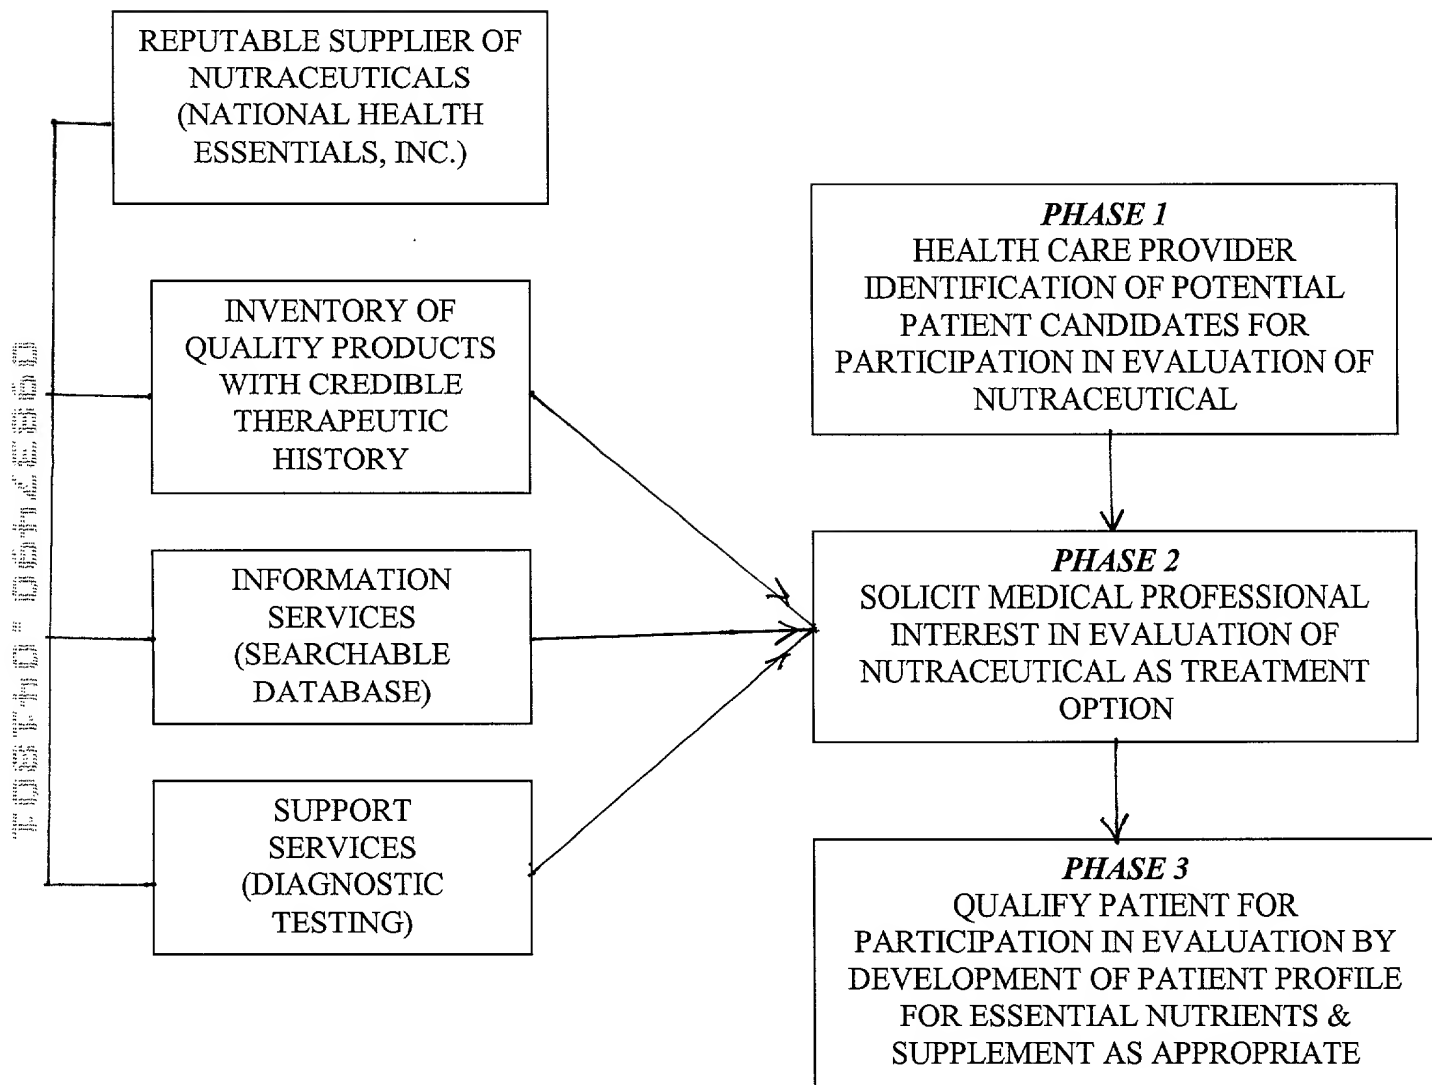 REPUTABLE SUPPLIER OF
NUTRACEUTICALS
(NATIONAL HEALTH
ESSENTIALS, INC.)
INVENTORY OF
QUALITY PRODUCTS
WITH CREDIBLE
THERAPEUTIC
HISTORY
INFORMATION
SERVICES
(SEARCHABLE
DATABASE)
SUPPORT
SERVICES
(DIAGNOSTIC
TESTING)
PHASE 1
HEALTH CARE PROVIDER
IDENTIFICATION OF POTENTIAL
PATIENT CANDIDATES FOR
PARTICIPATION IN EVALUATION OF
NUTRACEUTICAL
PHASE 2
SOLICIT MEDICAL PROFESSIONAL
INTEREST IN EVALUATION OF
NUTRACEUTICAL AS TREATMENT
OPTION
PHASE 3
QUALIFY PATIENT FOR
PARTICIPATION IN EVALUATION BY
DEVELOPMENT OF PATIENT PROFILE
FOR ESSENTIAL NUTRIENTS &
SUPPLEMENT AS APPROPRIATE